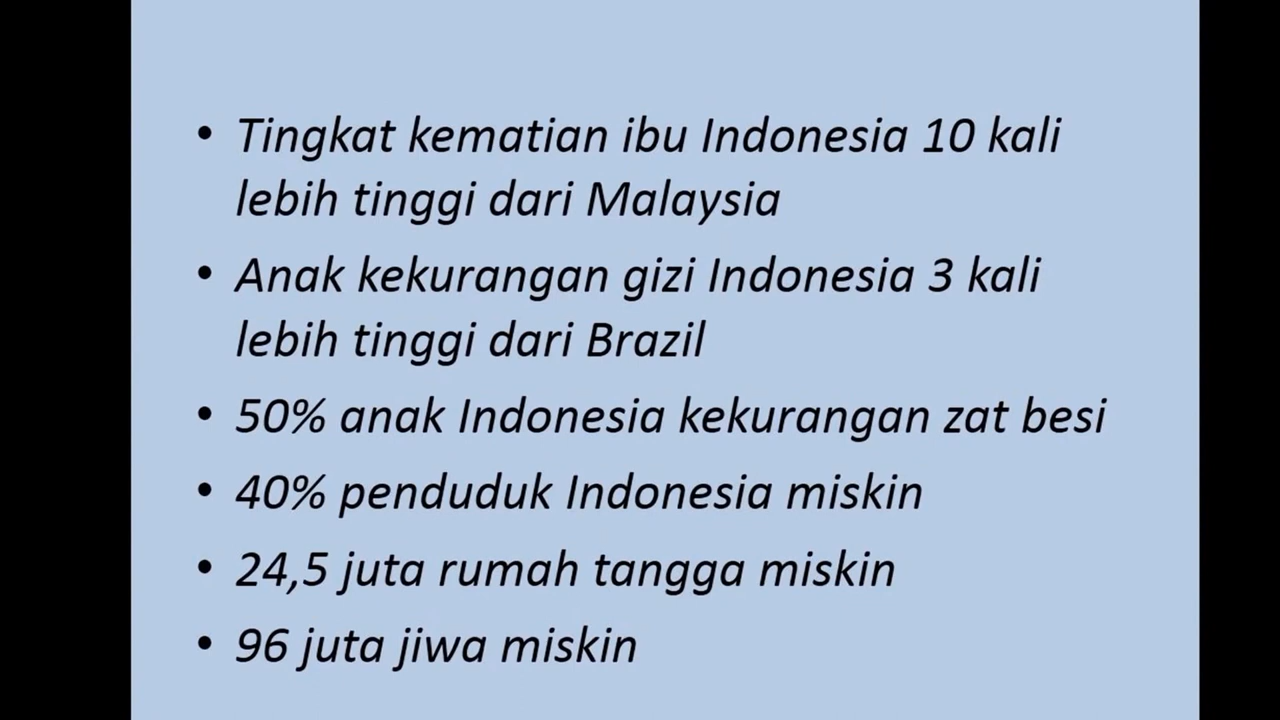 • Tingkat kematian ibu Indonesia 10 kali
lebih tinggi dari Malaysia
• Anak kekurangan gizi Indonesia 3 kali
lebih tinggi dari Brazil
• 50% anak Indonesia kekurangan zat besi
• 40% penduduk Indonesia miskin
• 24,5 juta rumah tangga miskin
• 96 juta jiwa miskin